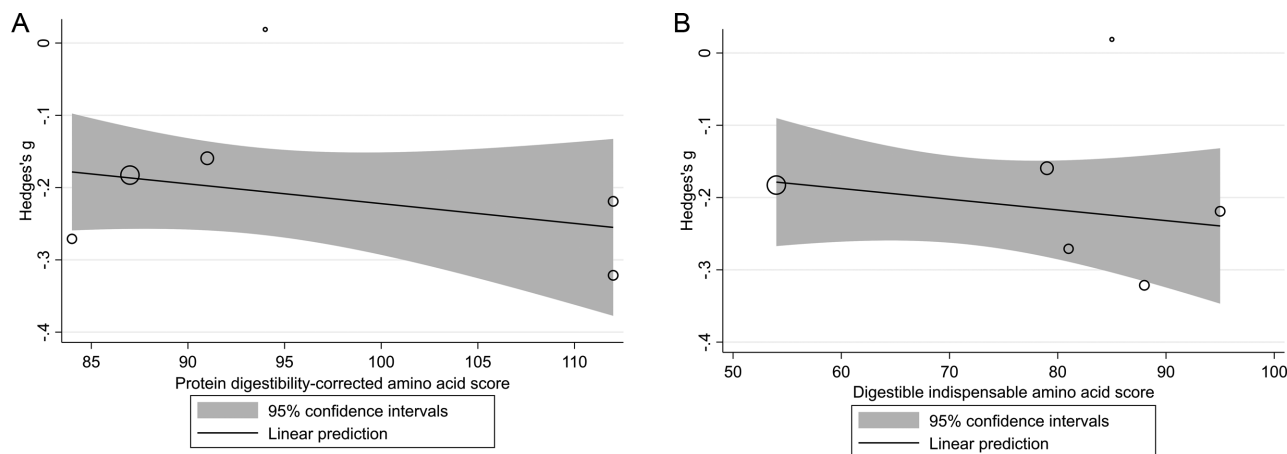 A
Hedges's g
0
-.1
-.2
-.3
-.4
85 90 95 100 105 110
Protein digestibility-corrected amino acid score
95% confidence intervals
Linear prediction
B
Hedges's g
0
-.1
-.2
-.3
-.4
50 60 70 80 90 100
Digestible indispensable amino acid score
95% confidence intervals
Linear prediction